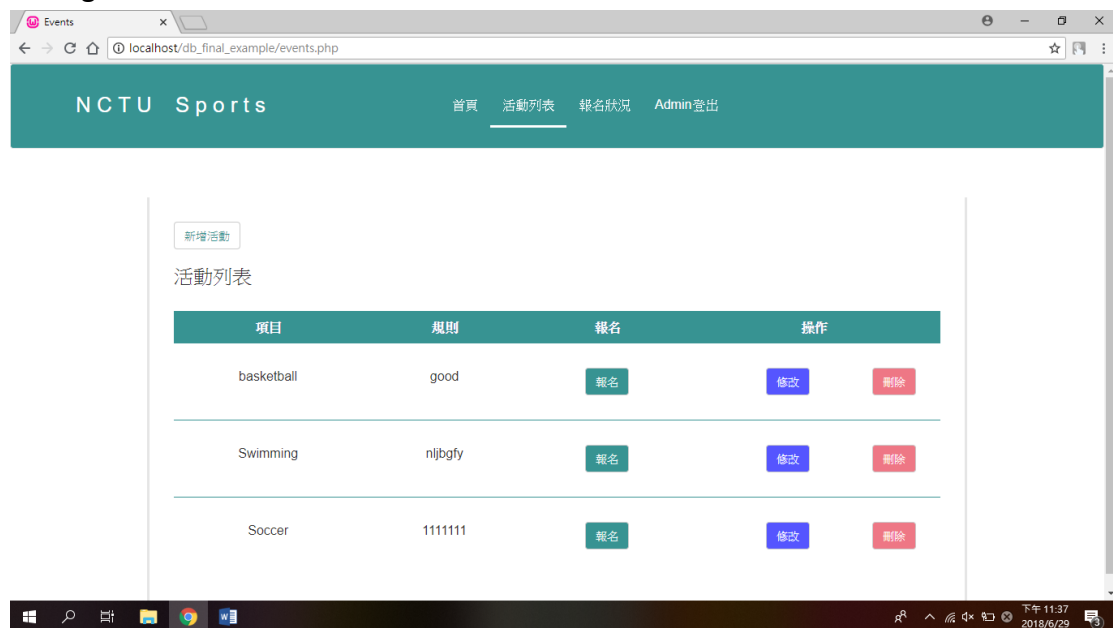 Events
localhost/db_final_example/events.php
NCTU Sports
首頁 活動列表 報名狀況 Admin登出
新增活動
活動列表
項目 規則 報名 操作
basketball good 報名 修改 刪除
Swimming nljbgfy 報名 修改 刪除
Soccer 1111111 報名 修改 刪除
下午 11:37
2018/6/29